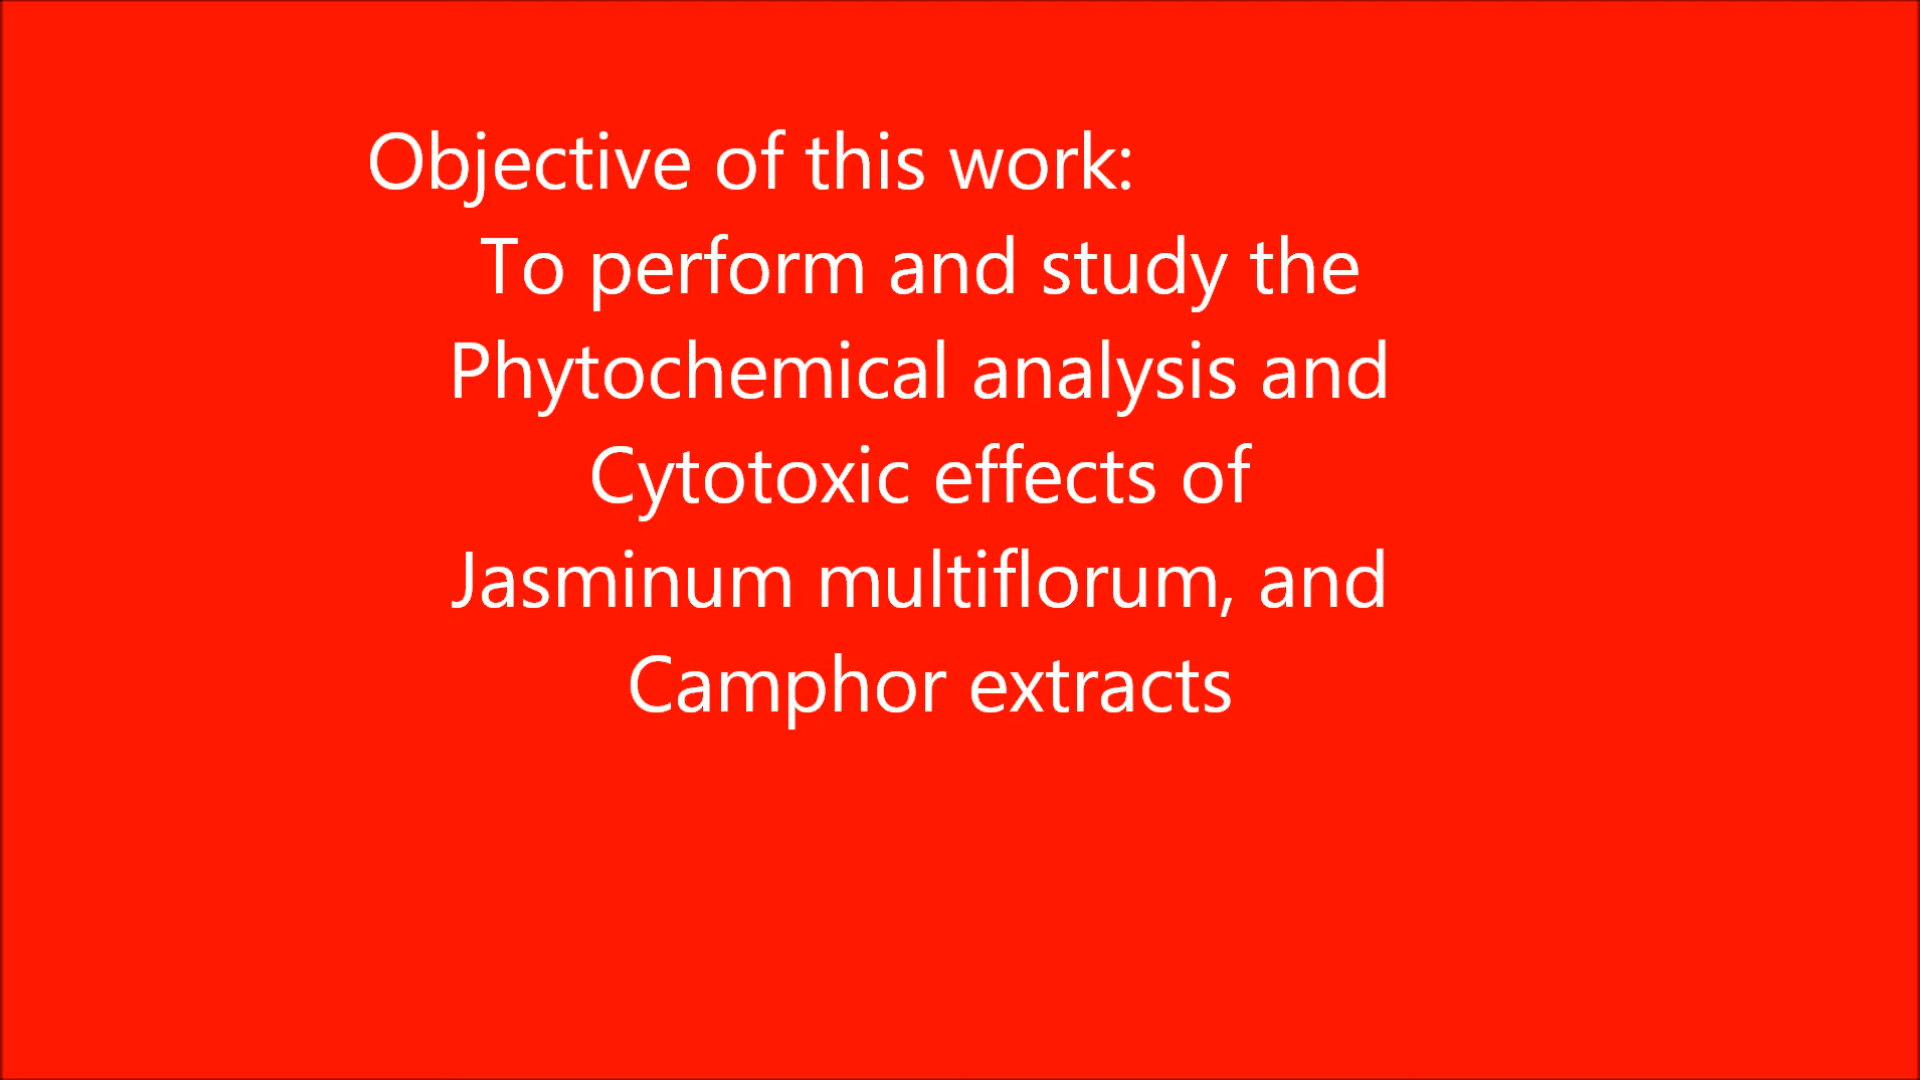 Objective of this work:
To perform and study the
Phytochemical analysis and
Cytotoxic effects of
Jasminum multiflorum, and
Camphor extracts